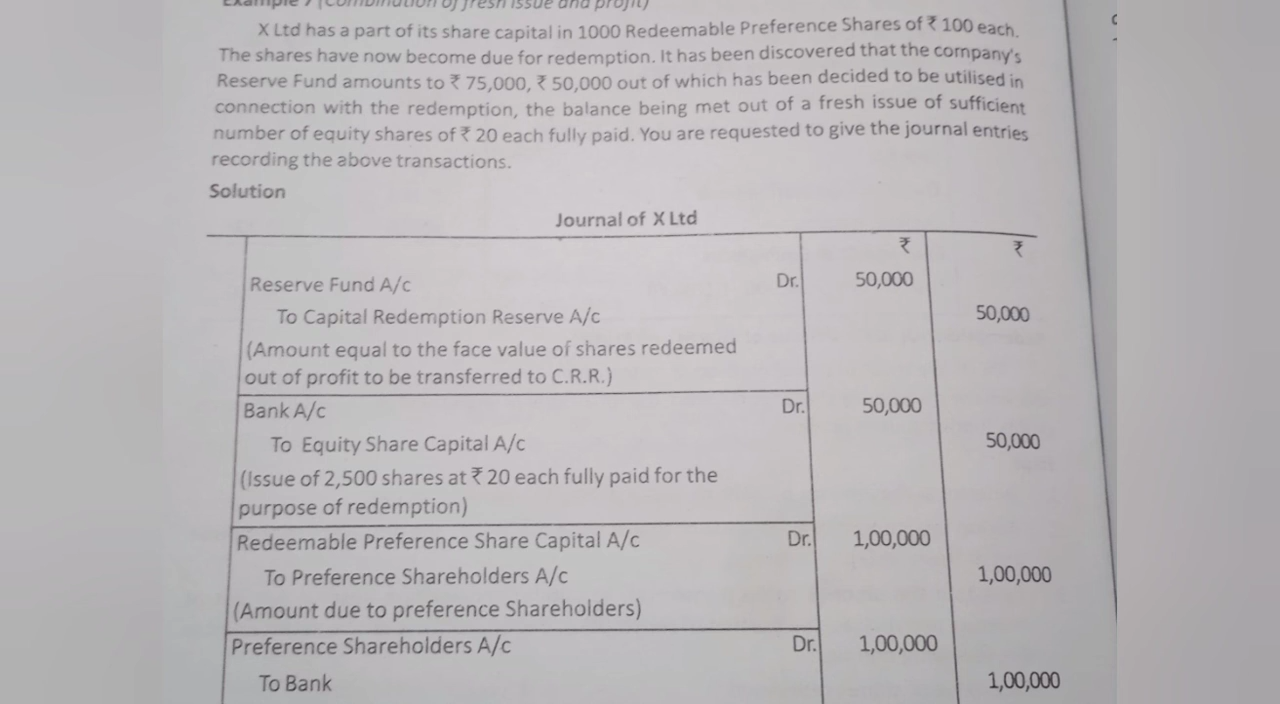 Example 7 (Combination of fresh issue and profit)
X Ltd has a part of its share capital in 1000 Redeemable Preference Shares of ₹ 100 each.
The shares have now become due for redemption. It has been discovered that the company's
Reserve Fund amounts to ₹ 75,000, ₹ 50,000 out of which has been decided to be utilised in
connection with the redemption, the balance being met out of a fresh issue of sufficient
number of equity shares of ₹ 20 each fully paid. You are requested to give the journal entries
recording the above transactions.
Solution
Journal of X Ltd
₹ ₹
Reserve Fund A/c Dr. 50,000
To Capital Redemption Reserve A/c 50,000
(Amount equal to the face value of shares redeemed
out of profit to be transferred to C.R.R.)
Bank A/c Dr. 50,000
To Equity Share Capital A/c 50,000
(Issue of 2,500 shares at ₹ 20 each fully paid for the
purpose of redemption)
Redeemable Preference Share Capital A/c Dr. 1,00,000
To Preference Shareholders A/c 1,00,000
(Amount due to preference Shareholders)
Preference Shareholders A/c Dr. 1,00,000
To Bank 1,00,000